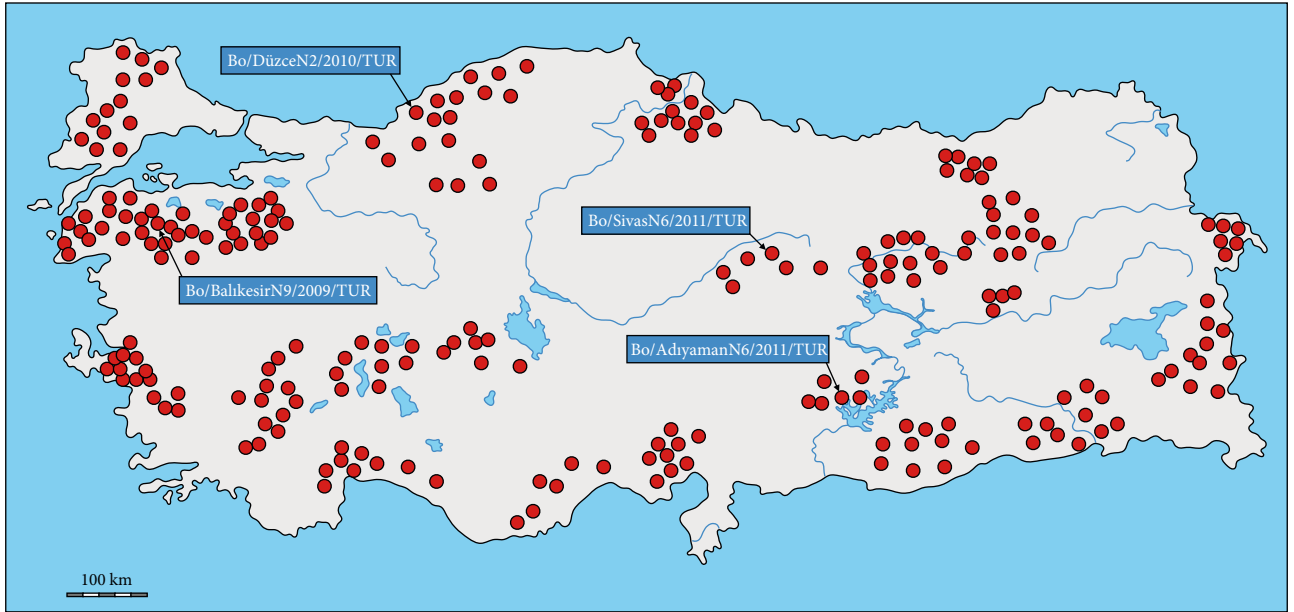 Bo/DüzceN2/2010/TUR
Bo/SivasN6/2011/TUR
Bo/BalıkesirN9/2009/TUR
Bo/AdıyamanN6/2011/TUR
100 km